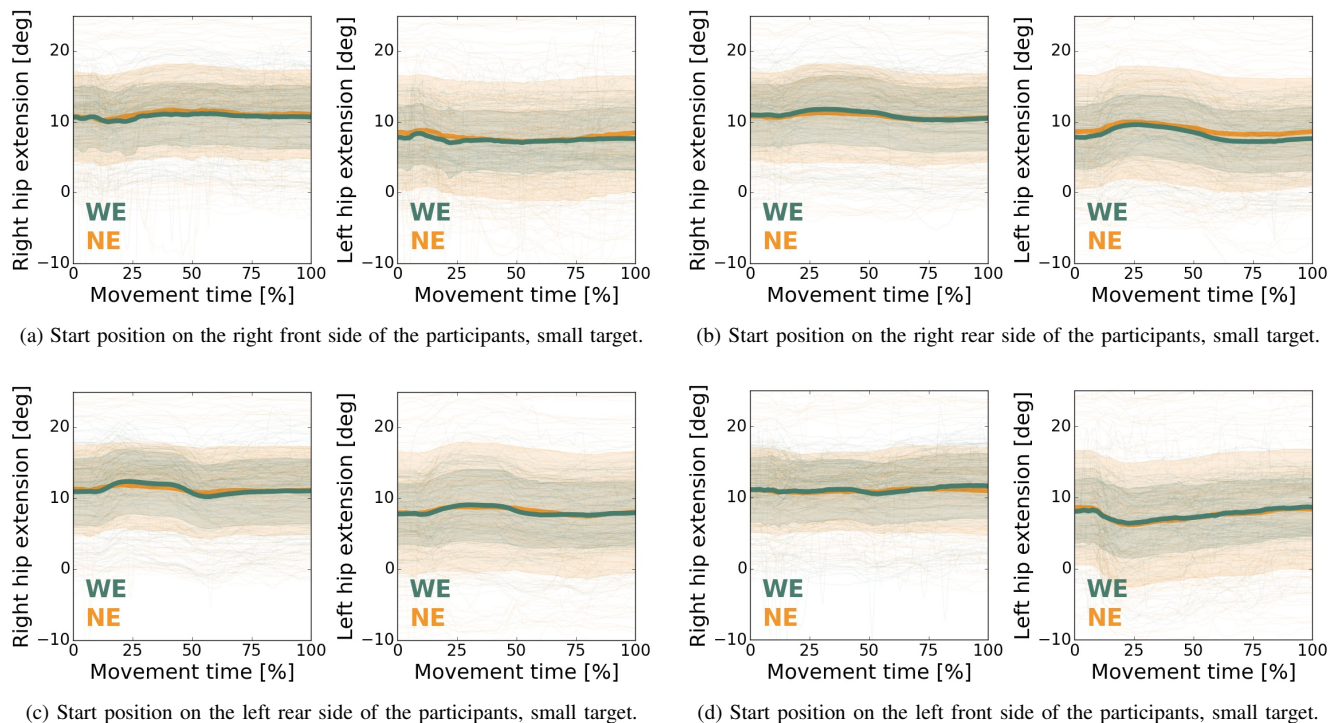 Right hip extension [deg]
20
10
0
−10
WE
NE
0 25 50 75 100
Movement time [%]
Left hip extension [deg]
20
10
0
−10
WE
NE
0 25 50 75 100
Movement time [%]
(a) Start position on the right front side of the participants, small target.
Right hip extension [deg]
20
10
0
−10
WE
NE
0 25 50 75 100
Movement time [%]
Left hip extension [deg]
20
10
0
−10
WE
NE
0 25 50 75 100
Movement time [%]
(b) Start position on the right rear side of the participants, small target.
Right hip extension [deg]
20
10
0
−10
WE
NE
0 25 50 75 100
Movement time [%]
Left hip extension [deg]
20
10
0
−10
WE
NE
0 25 50 75 100
Movement time [%]
(c) Start position on the left rear side of the participants, small target.
Right hip extension [deg]
20
10
0
−10
WE
NE
0 25 50 75 100
Movement time [%]
Left hip extension [deg]
20
10
0
−10
WE
NE
0 25 50 75 100
Movement time [%]
(d) Start position on the left front side of the participants, small target.